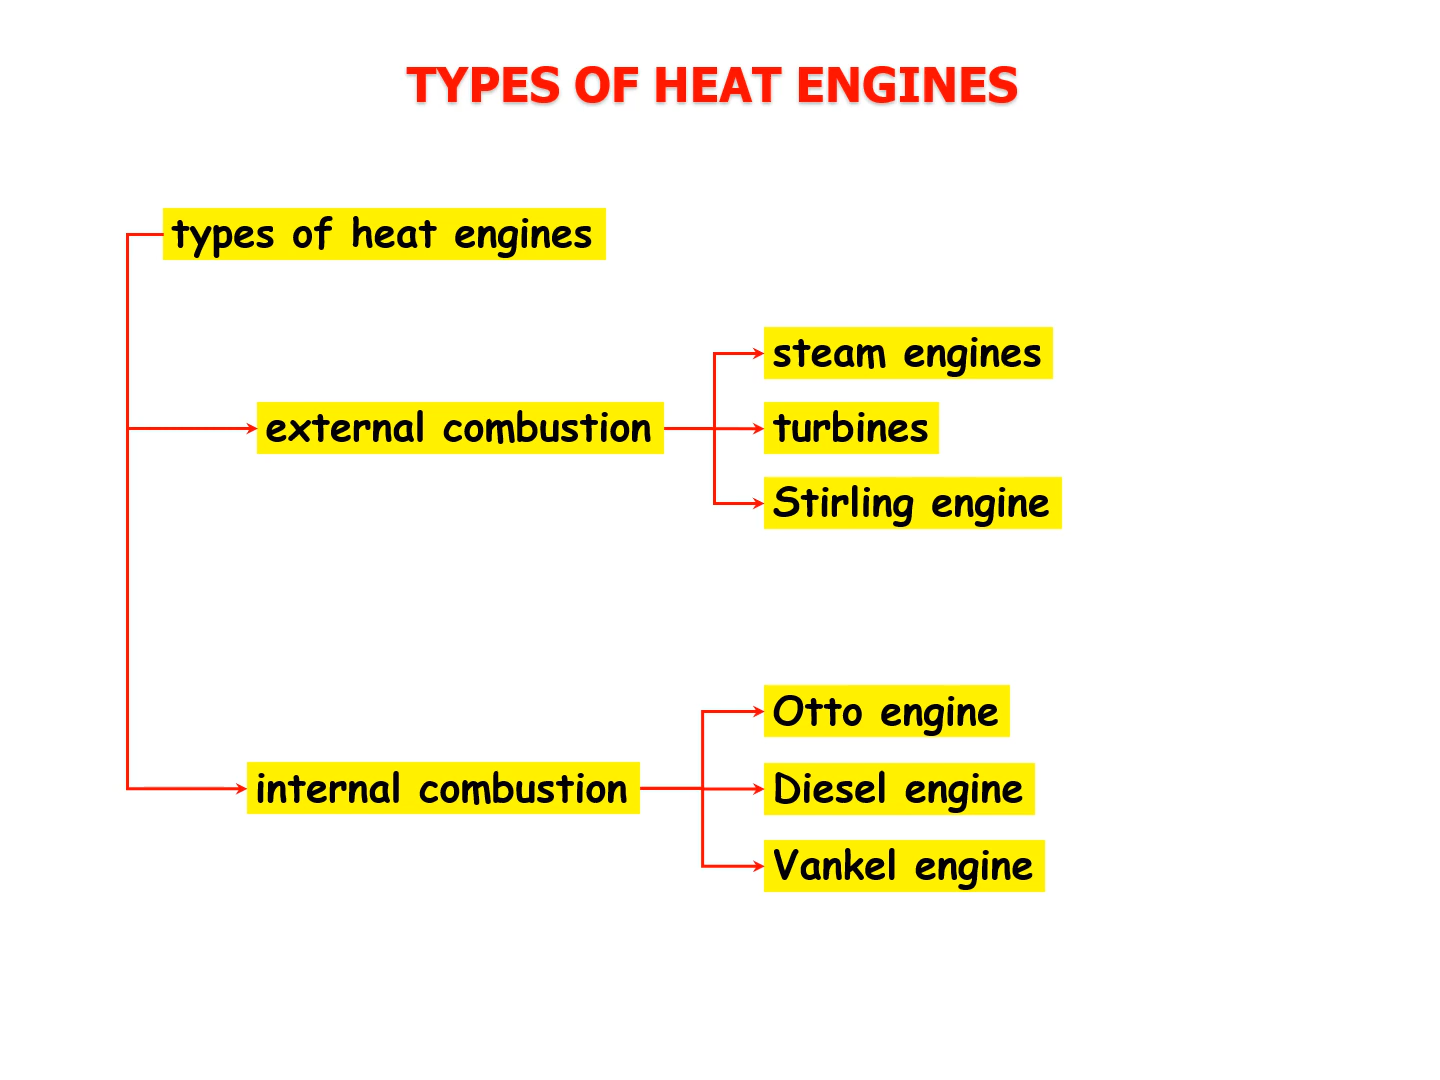 TYPES OF HEAT ENGINES
types of heat engines
external combustion
steam engines
turbines
Stirling engine
internal combustion
Otto engine
Diesel engine
Vankel engine